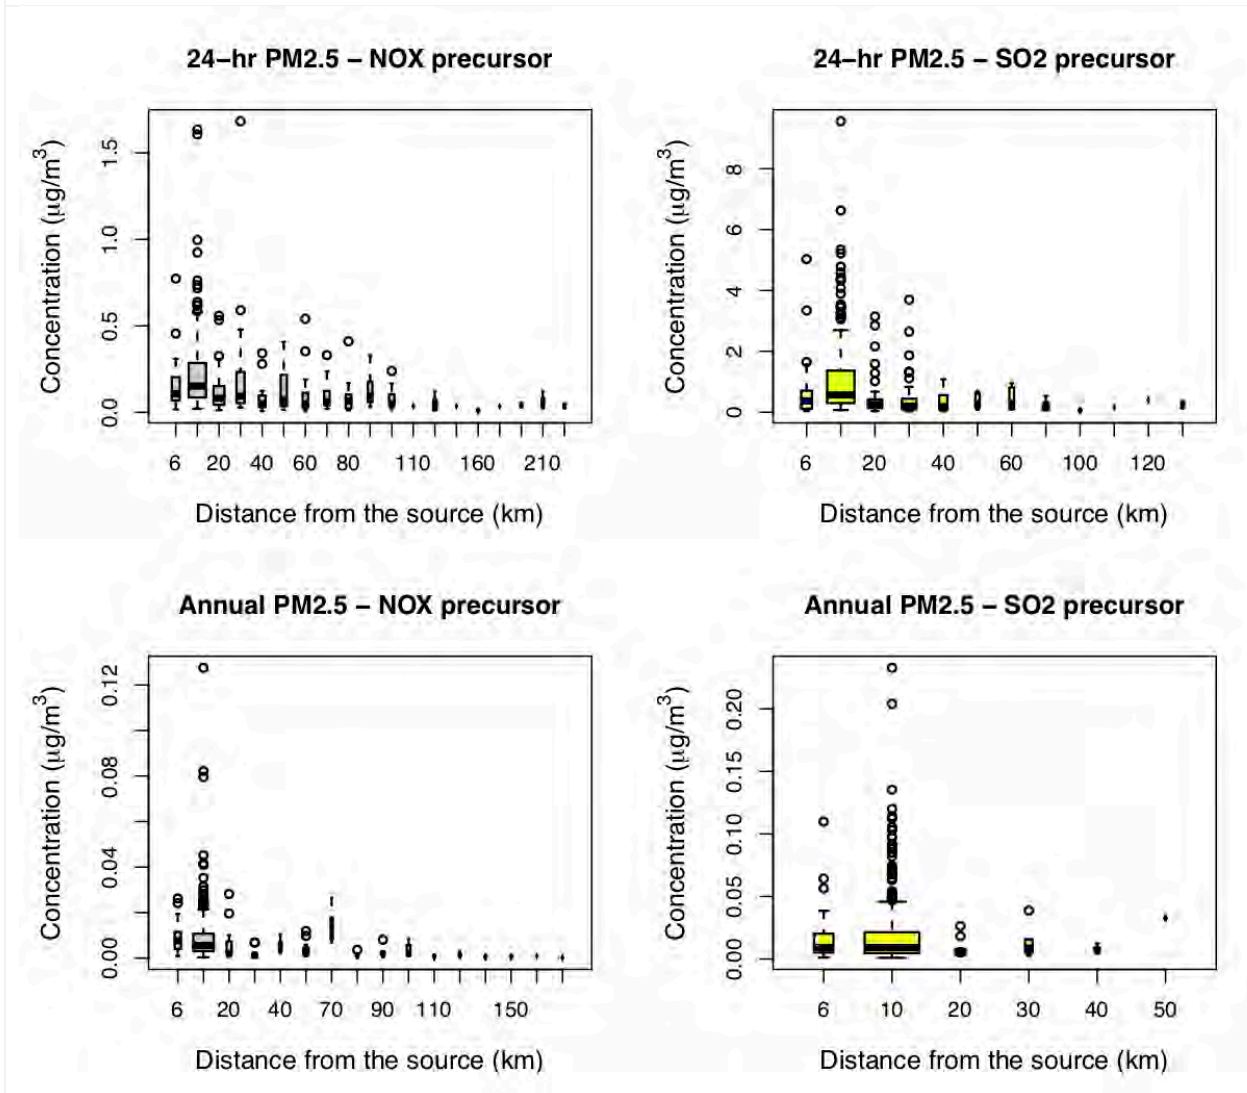 24−hr PM2.5 − NOX precursor
Concentration (μg/m³)
0.0 0.5 1.0 1.5
6 20 40 60 80 110 160 210
Distance from the source (km)
24−hr PM2.5 − SO2 precursor
Concentration (μg/m³)
0 2 4 6 8
6 20 40 60 100 120
Distance from the source (km)
Annual PM2.5 − NOX precursor
Concentration (μg/m³)
0.00 0.04 0.08 0.12
6 20 40 70 90 110 150
Distance from the source (km)
Annual PM2.5 − SO2 precursor
Concentration (μg/m³)
0.00 0.05 0.10 0.15 0.20
6 10 20 30 40 50
Distance from the source (km)